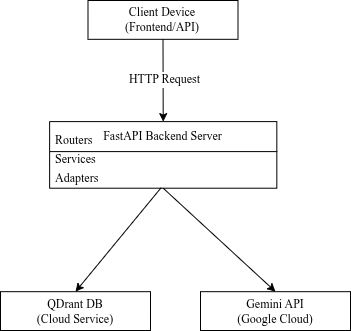 Client Device
(Frontend/API)
HTTP Request
FastAPI Backend Server
Routers
Services
Adapters
QDrant DB
(Cloud Service)
Gemini API
(Google Cloud)